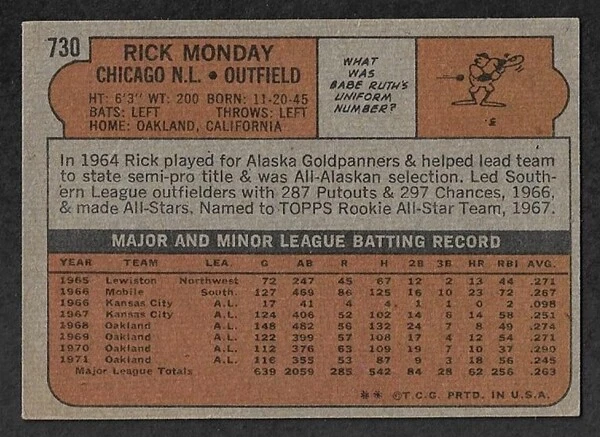 730
RICK MONDAY
CHICAGO N.L. • OUTFIELD
HT: 6'3" WT: 200 BORN: 11-20-45
BATS: LEFT THROWS: LEFT
HOME: OAKLAND, CALIFORNIA
WHAT
WAS
BABE RUTH'S
UNIFORM
NUMBER?
3.
In 1964 Rick played for Alaska Goldpanners & helped lead team
to state semi-pro title & was All-Alaskan selection. Led South-
ern League outfielders with 287 Putouts & 297 Chances, 1966,
& made All-Stars. Named to TOPPS Rookie All-Star Team, 1967.
MAJOR AND MINOR LEAGUE BATTING RECORD
YEAR TEAM LEA. G AB R H 2B 3B HR RBI AVG.
1965 Lewiston Northwest 72 247 45 67 12 2 13 44 .271
1966 Mobile South. 127 469 86 125 16 10 23 72 .267
1966 Kansas City A.L. 17 41 4 4 1 1 0 2 .098
1967 Kansas City A.L. 124 406 52 102 14 6 14 58 .251
1968 Oakland A.L. 148 482 56 132 24 7 8 49 .274
1969 Oakland A.L. 122 399 57 108 17 4 12 54 .271
1970 Oakland A.L. 112 376 63 109 19 7 10 37 .290
1971 Oakland A.L. 116 355 53 87 9 3 18 56 .245
Major League Totals 639 2059 285 542 84 28 62 256 .263
** ©T.C.G. PRTD. IN U.S.A.